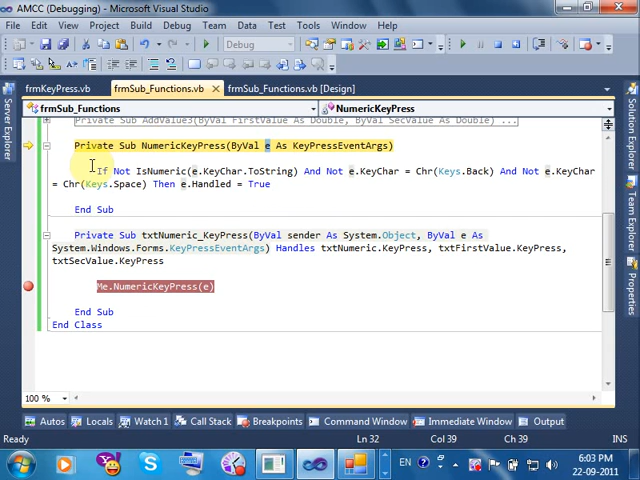 AMCC (Debugging) - Microsoft Visual Studio
File Edit View Project Build Debug Team Data Tools Test Window Help
Debug
frmKeyPress.vb frmSub_Functions.vb frmSub_Functions.vb [Design]
frmSub_Functions NumericKeyPress
Private Sub AddValue3(ByVal FirstValue As Double, ByVal SecValue As Double) ...
Private Sub NumericKeyPress(ByVal e As KeyPressEventArgs)
If Not IsNumeric(e.KeyChar.ToString) And Not e.KeyChar = Chr(Keys.Back) And Not e.KeyChar
= Chr(Keys.Space) Then e.Handled = True
End Sub
Private Sub txtNumeric_KeyPress(ByVal sender As System.Object, ByVal e As
System.Windows.Forms.KeyPressEventArgs) Handles txtNumeric.KeyPress, txtFirstValue.KeyPress,
txtSecValue.KeyPress
Me.NumericKeyPress(e)
End Sub
End Class
Server Explorer
Team Explorer
Properties
100 %
Autos Locals Watch 1 Call Stack Breakpoints Command Window Immediate Window Output
Ready Ln 32 Col 39 Ch 39 INS
EN 6:03 PM
22-09-2011